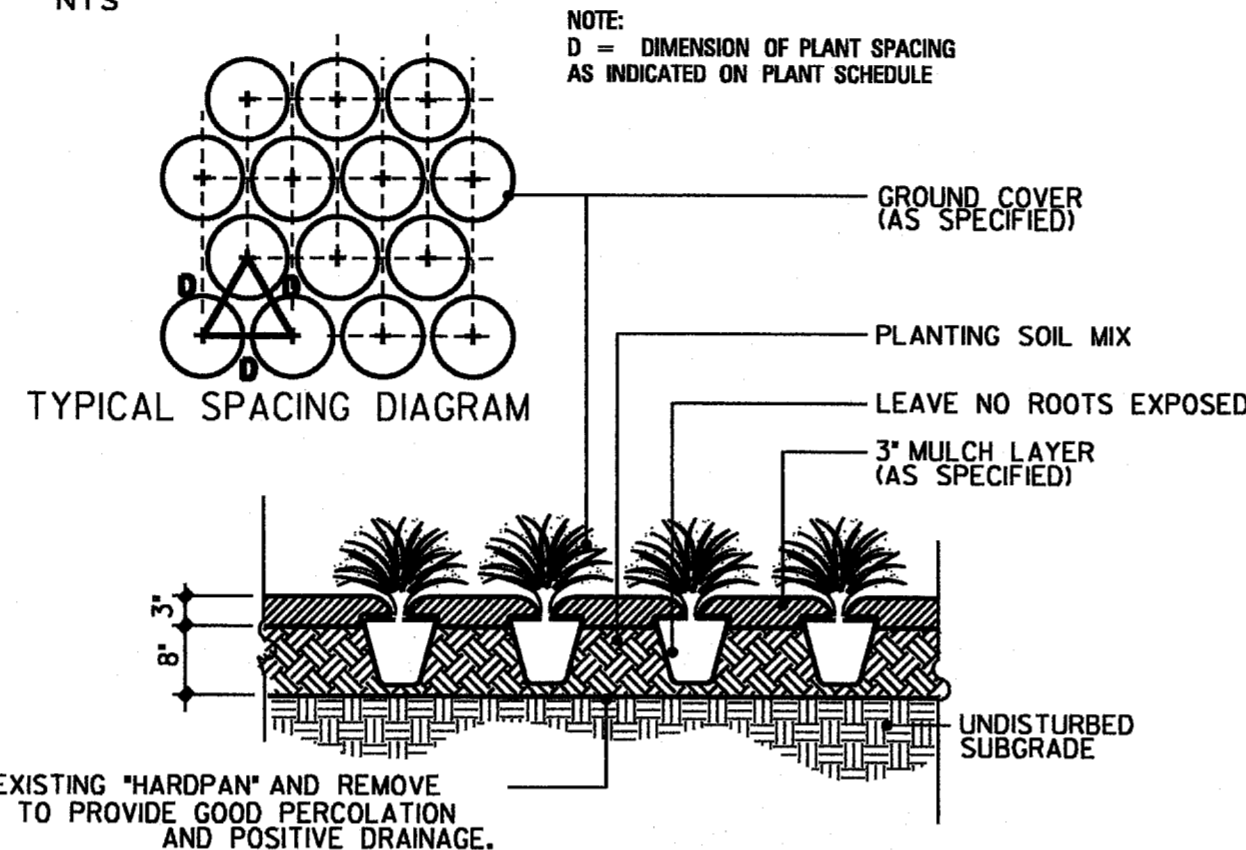 NTS
NOTE:
D = DIMENSION OF PLANT SPACING
AS INDICATED ON PLANT SCHEDULE
GROUND COVER
(AS SPECIFIED)
D D
D
TYPICAL SPACING DIAGRAM
PLANTING SOIL MIX
LEAVE NO ROOTS EXPOSED
3" MULCH LAYER
(AS SPECIFIED)
3"
8"
UNDISTURBED
SUBGRADE
EXISTING "HARDPAN" AND REMOVE
TO PROVIDE GOOD PERCOLATION
AND POSITIVE DRAINAGE.